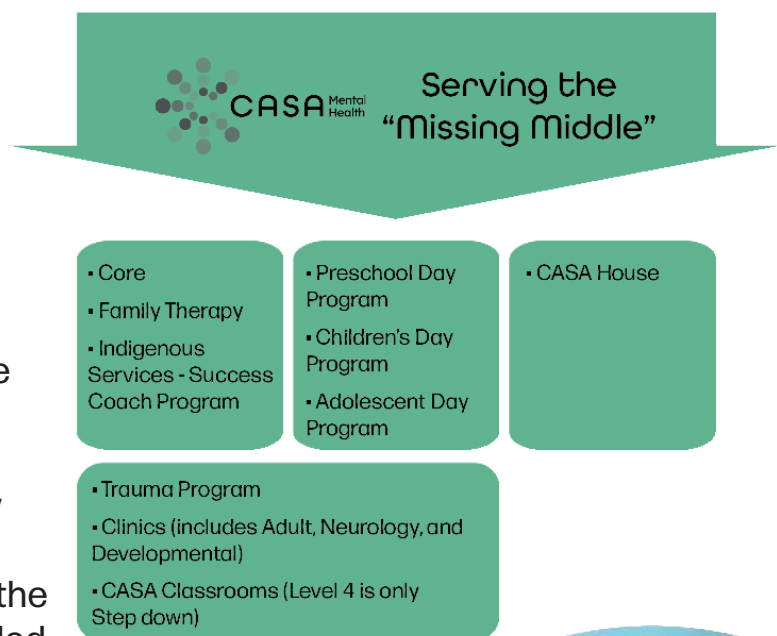 CASA Mental Health
Serving the
“Missing Middle”
▪ Core
▪ Family Therapy
▪ Indigenous
Services - Success
Coach Program
▪ Preschool Day
Program
▪ Children’s Day
Program
▪ Adolescent Day
Program
▪ CASA House
▪ Trauma Program
▪ Clinics (includes Adult, Neurology, and
Developmental)
▪ CASA Classrooms (Level 4 is only
Step down)
the